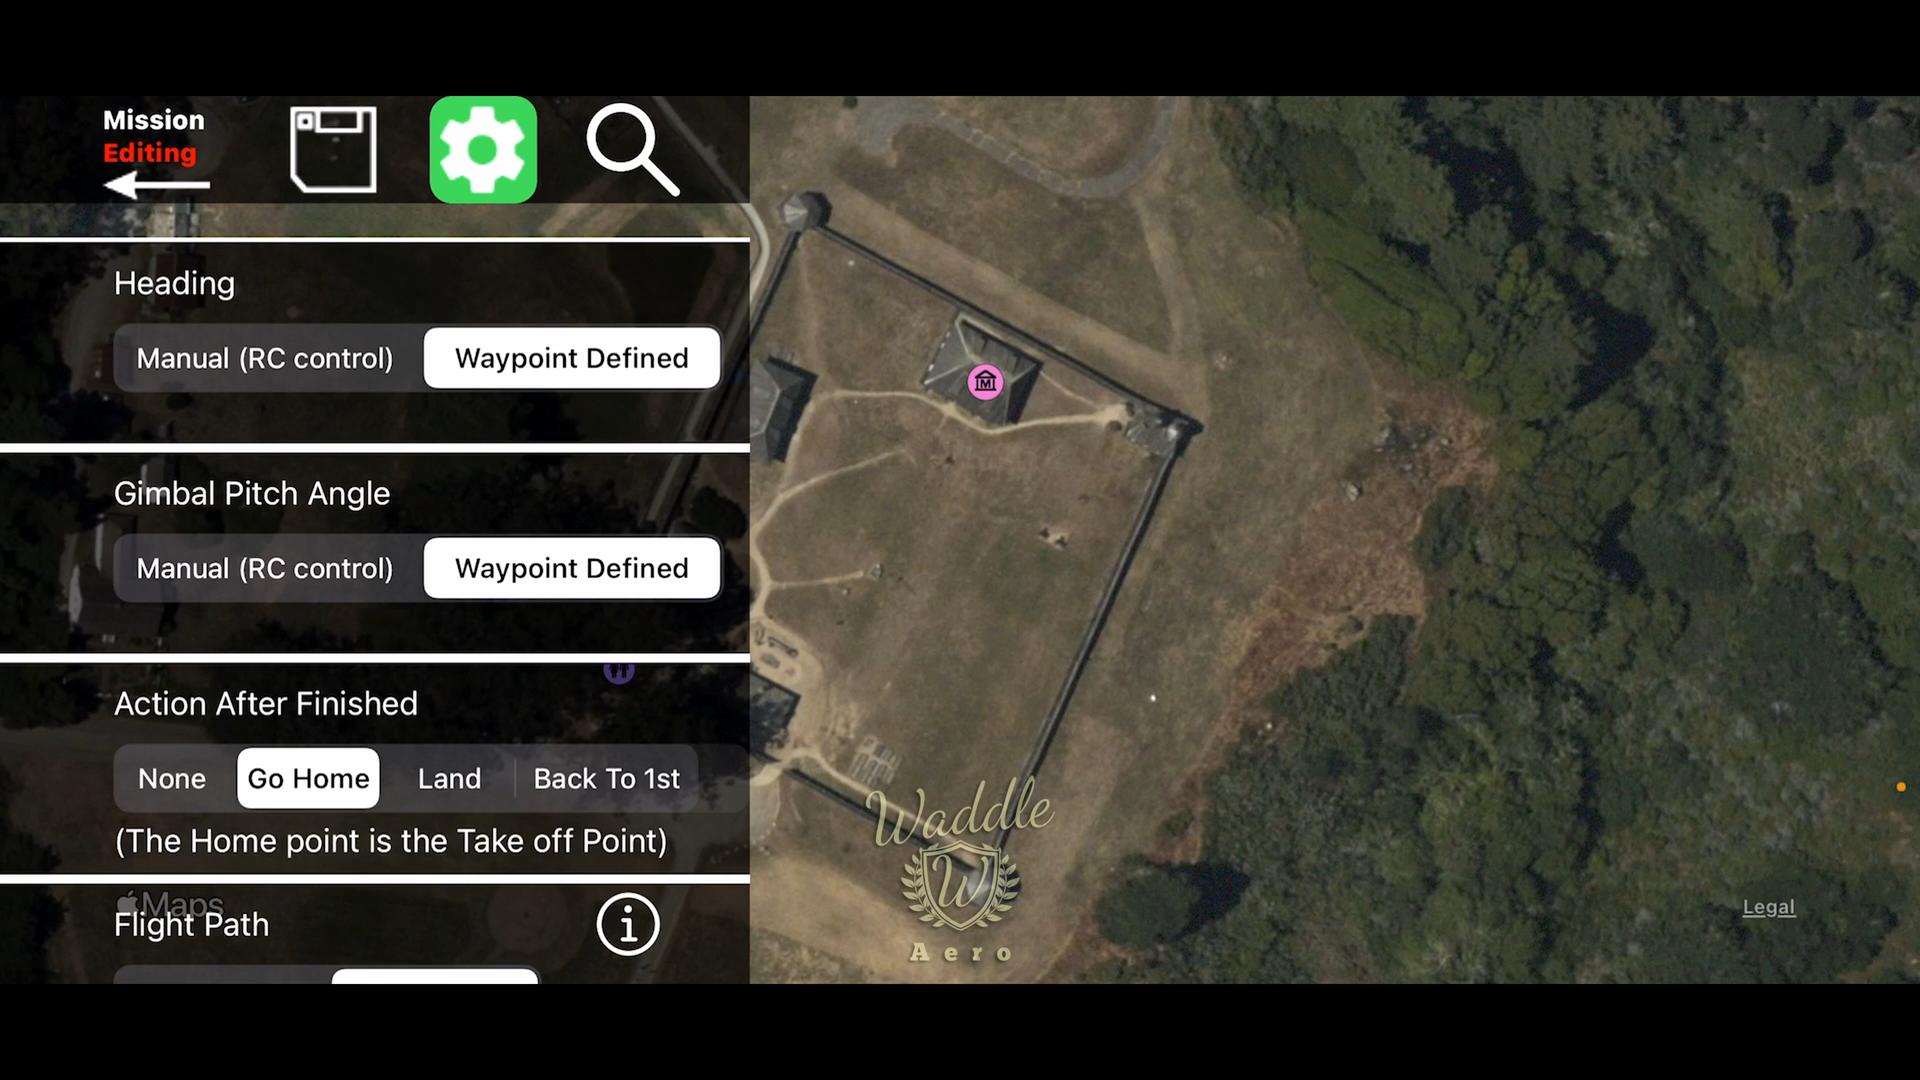 Mission
Editing
Heading
Manual (RC control)
Waypoint Defined
Gimbal Pitch Angle
Manual (RC control)
Waypoint Defined
Action After Finished
None
Go Home
Land
Back To 1st
(The Home point is the Take off Point)
Maps
Flight Path
i
M
Waddle
W
Aero
Legal